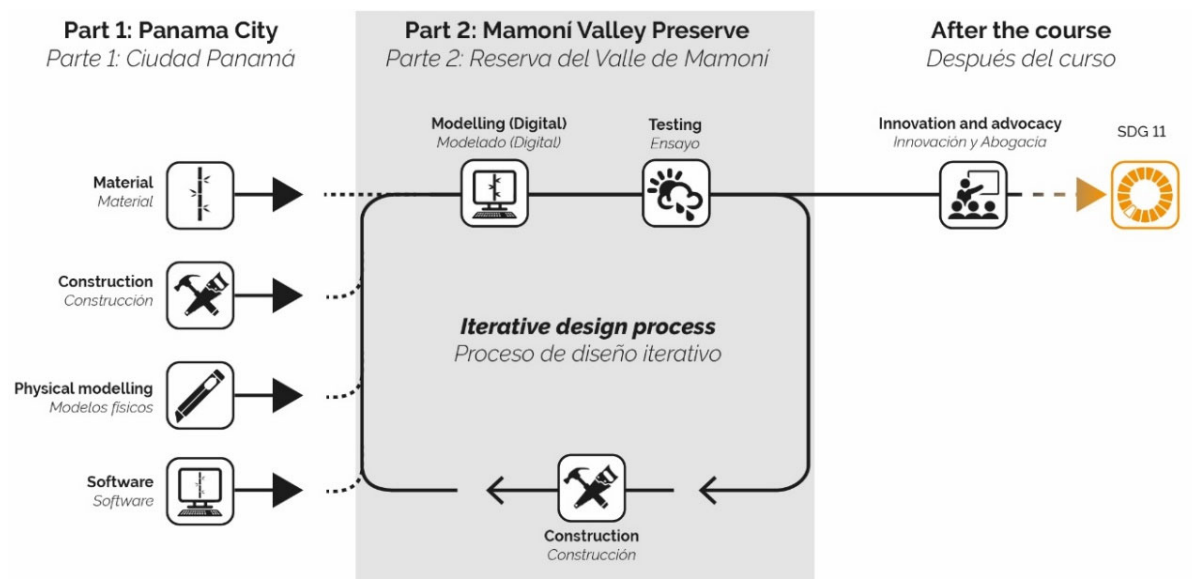 Part 1: Panama City
Parte 1: Ciudad Panamá
Part 2: Mamoní Valley Preserve
Parte 2: Reserva del Valle de Mamoní
After the course
Después del curso
Modelling (Digital)
Modelado (Digital)
Testing
Ensayo
Innovation and advocacy
Innovación y Abogacia
SDG 11
Material
Material
Construction
Construcción
Iterative design process
Proceso de diseño iterativo
Physical modelling
Modelos físicos
Software
Software
Construction
Construcción